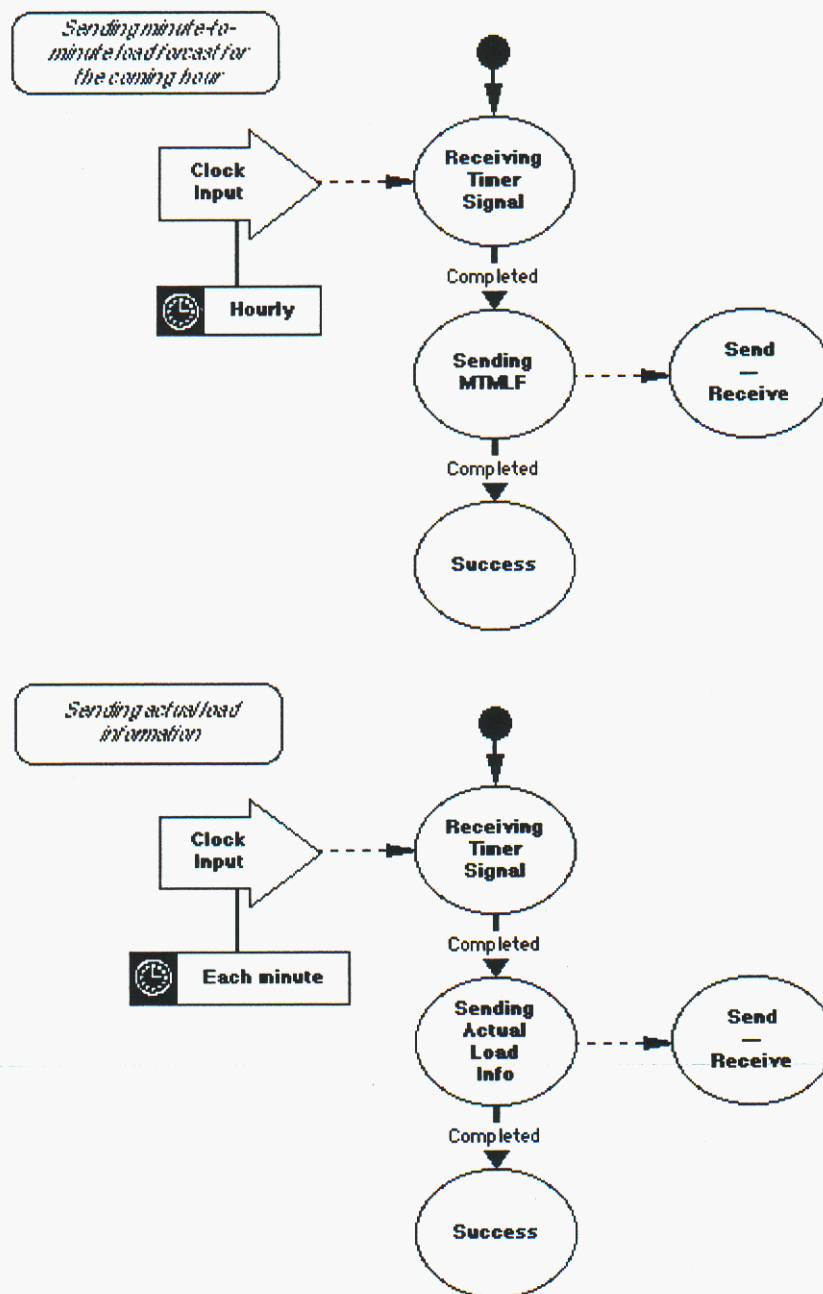 Sending minute-to-
minute load forcast for
the coming hour
Clock
Input
Hourly
Receiving
Timer
Signal
Completed
Sending
MTMLF
Send
—
Receive
Completed
Success
Sending actual load
information
Clock
Input
Each minute
Receiving
Timer
Signal
Completed
Sending
Actual
Load
Info
Send
—
Receive
Completed
Success